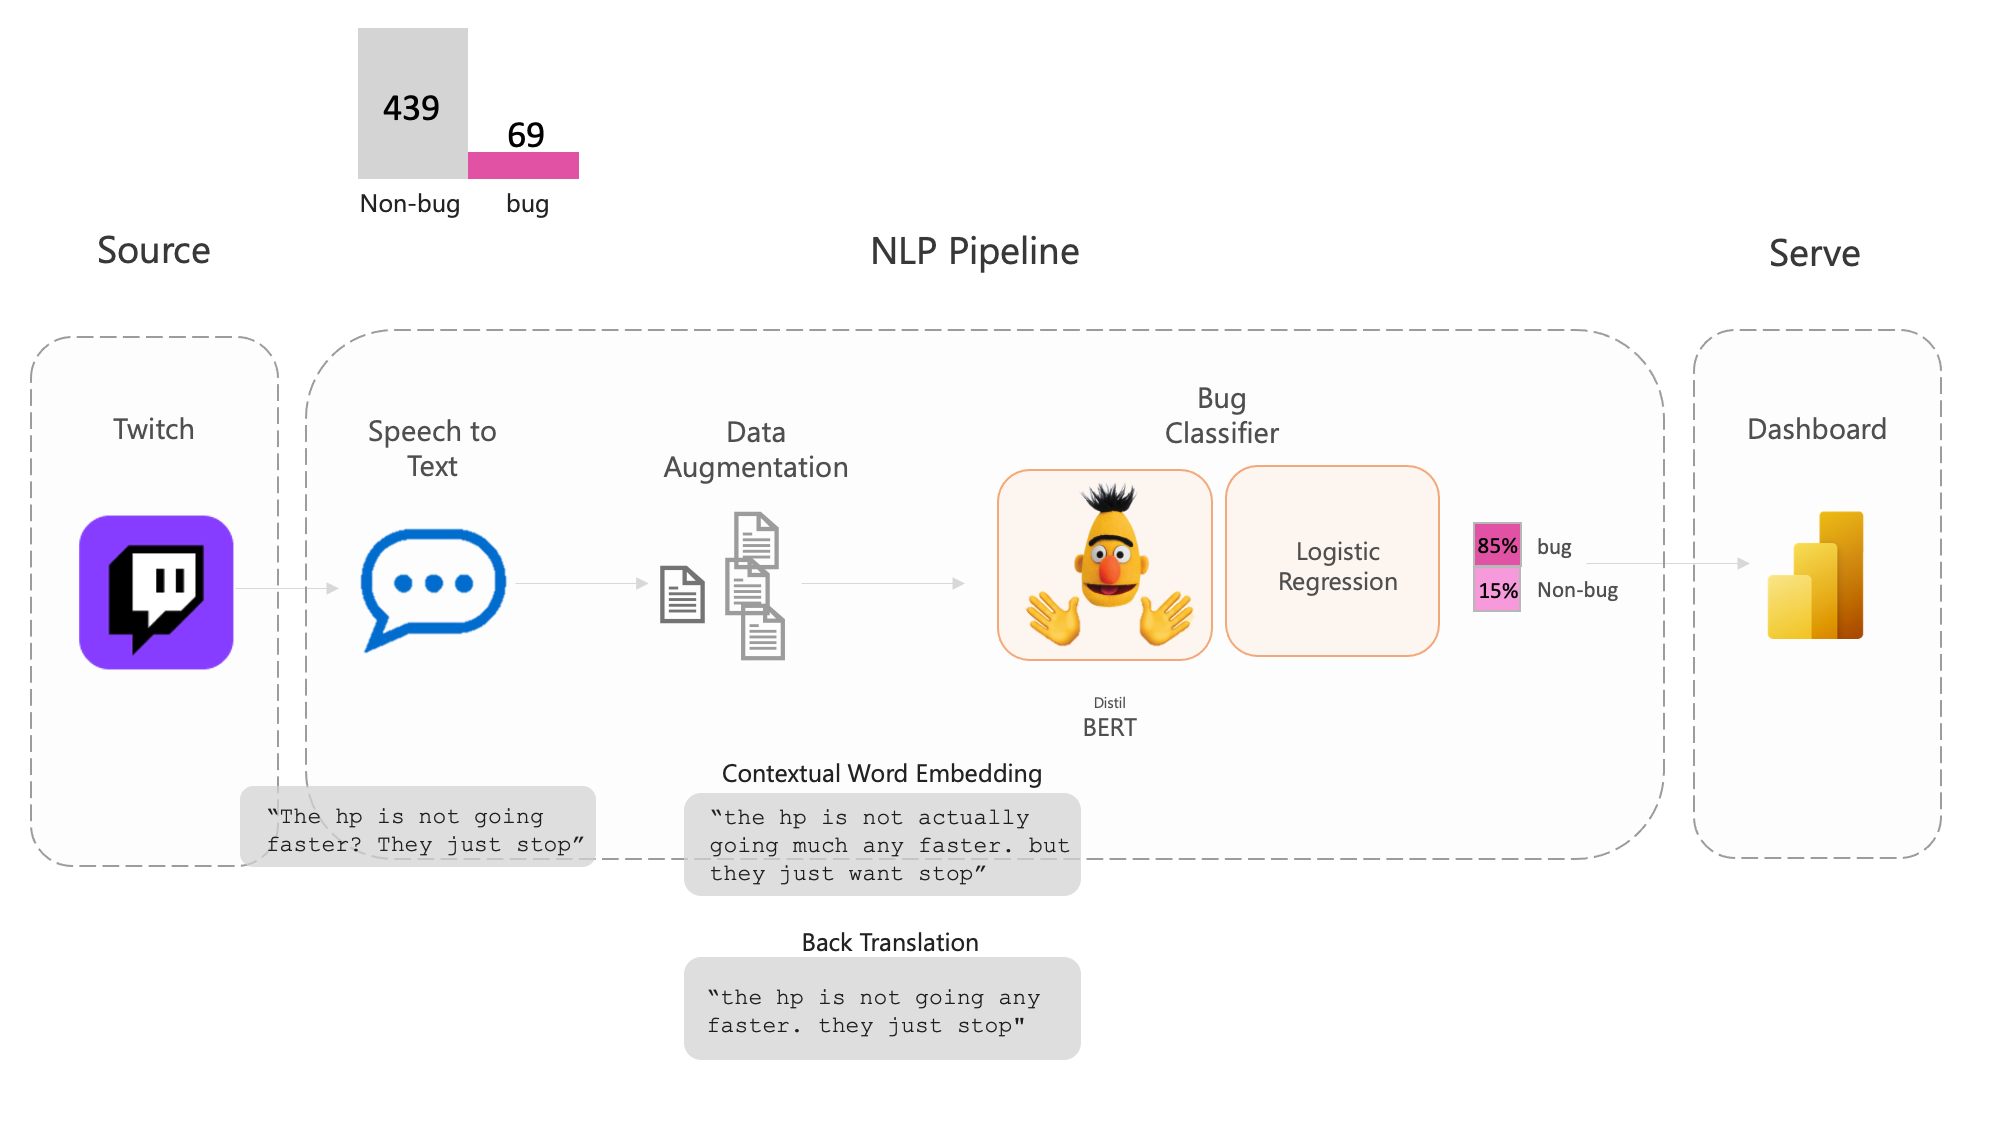 439
69
Non-bug
bug
Source
NLP Pipeline
Serve
Twitch
Speech to
Text
Data
Augmentation
Bug
Classifier
Logistic
Regression
85%
bug
15%
Non-bug
Dashboard
Distil
BERT
“The hp is not going
faster? They just stop”
Contextual Word Embedding
“the hp is not actually
going much any faster. but
they just want stop”
Back Translation
“the hp is not going any
faster. they just stop"